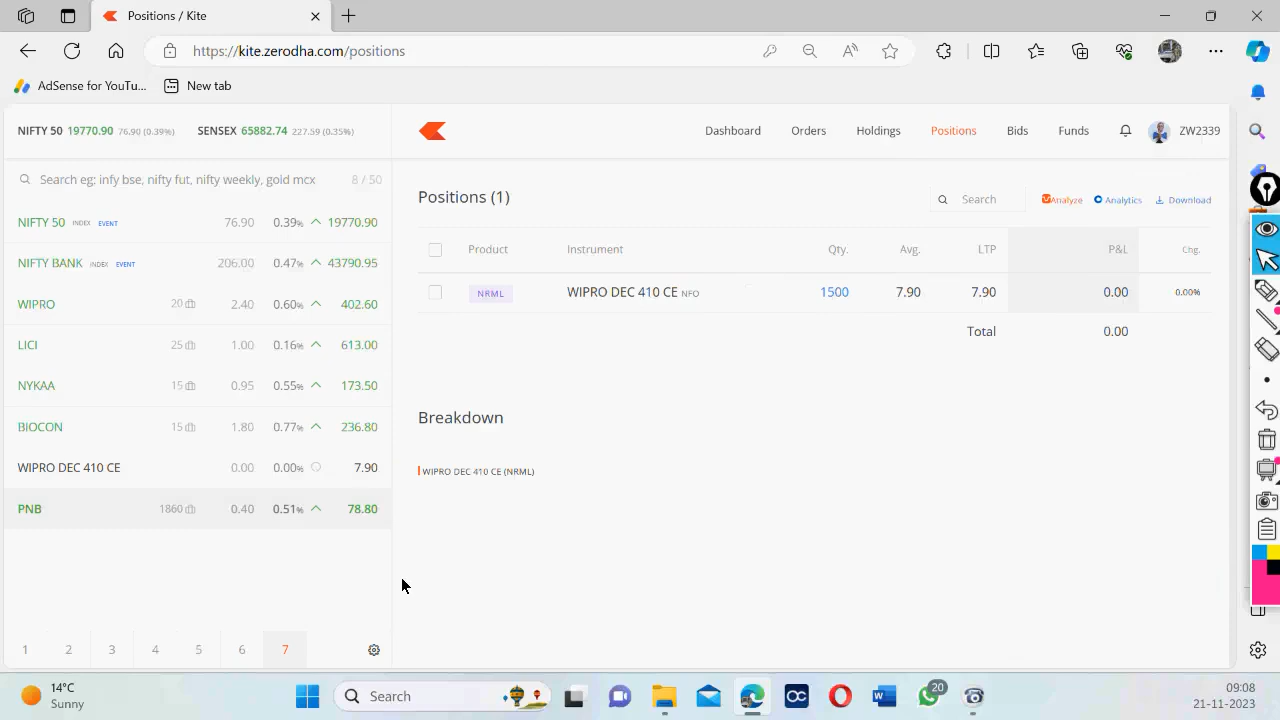 Positions / Kite
https://kite.zerodha.com/positions
AdSense for YouTu...
New tab
NIFTY 50 19770.90 76.90 (0.39%) SENSEX 65882.74 227.59 (0.35%)
Dashboard Orders Holdings Positions Bids Funds ZW2339
Search eg: infy bse, nifty fut, nifty weekly, gold mcx 8 / 50
NIFTY 50 INDEX EVENT 76.90 0.39% 19770.90
NIFTY BANK INDEX EVENT 206.00 0.47% 43790.95
WIPRO 20 2.40 0.60% 402.60
LICI 25 1.00 0.16% 613.00
NYKAA 15 0.95 0.55% 173.50
BIOCON 15 1.80 0.77% 236.80
WIPRO DEC 410 CE 0.00 0.00% 7.90
PNB 1860 0.40 0.51% 78.80
1 2 3 4 5 6 7
Positions (1)
Search Analyze Analytics Download
Product Instrument Qty. Avg. LTP P&L Chg.
NRML WIPRO DEC 410 CE NFO 1500 7.90 7.90 0.00 0.00%
Total 0.00
Breakdown
WIPRO DEC 410 CE (NRML)
14°C
Sunny
Search
20
09:08
21-11-2023